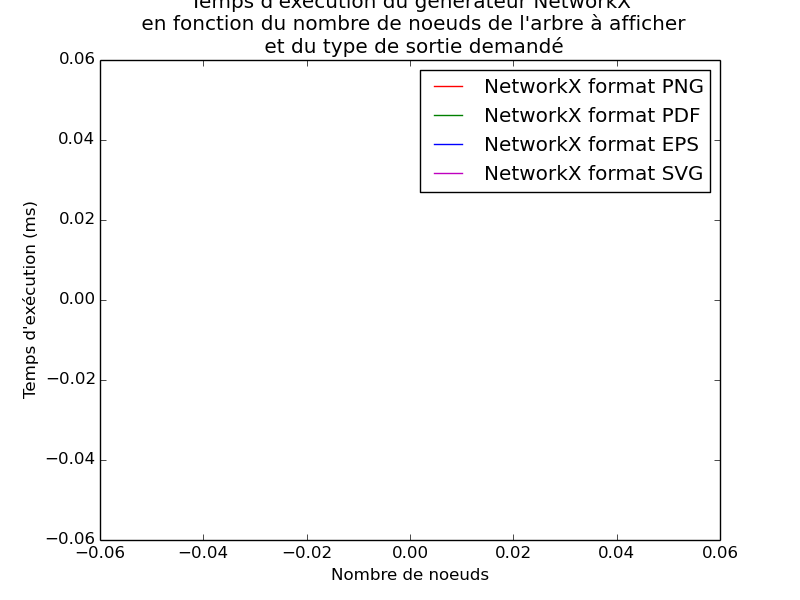 Temps d'exécution du générateur NetworkX
en fonction du nombre de noeuds de l'arbre à afficher
et du type de sortie demandé
NetworkX format PNG
NetworkX format PDF
NetworkX format EPS
NetworkX format SVG
Temps d'exécution (ms)
0.06
0.04
0.02
0.00
−0.02
−0.04
−0.06
−0.06 −0.04 −0.02 0.00 0.02 0.04 0.06
Nombre de noeuds